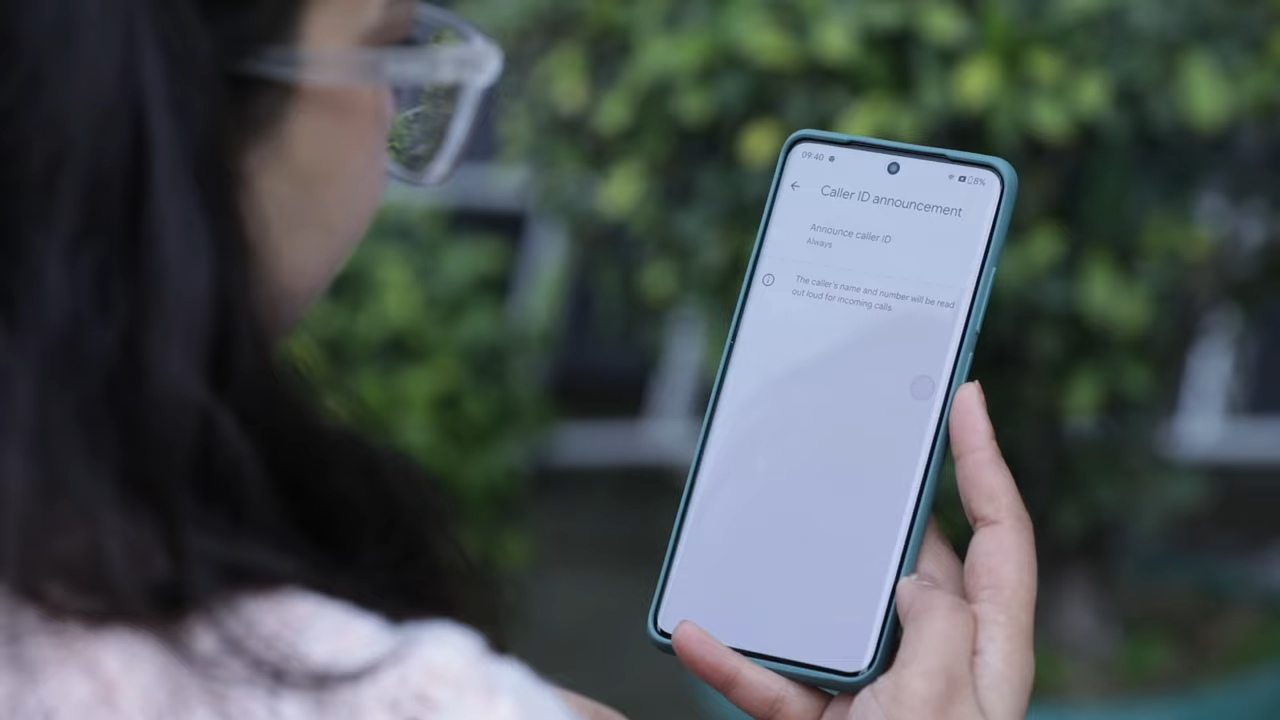 09:40
8%
Caller ID announcement
Announce caller ID
Always
The caller's name and number will be read
out loud for incoming calls.